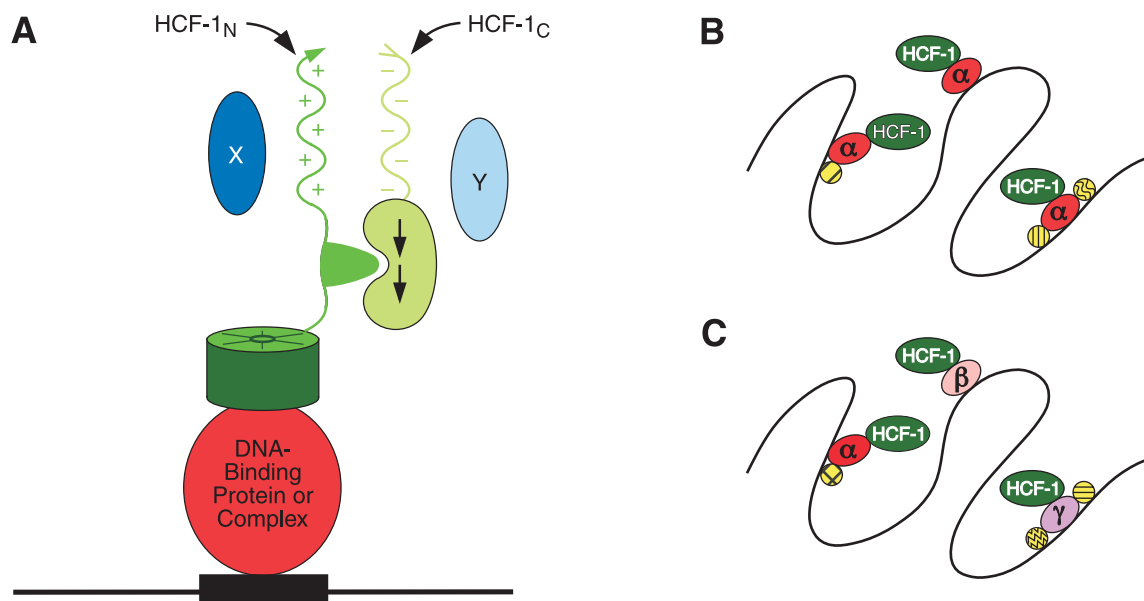 A
HCF-1N
HCF-1C
+
+
+
+
+
+
–
–
–
–
–
–
X
Y
DNA-
Binding
Protein or
Complex
B
HCF-1
α
HCF-1
α
HCF-1
α
C
HCF-1
β
HCF-1
α
HCF-1
γ